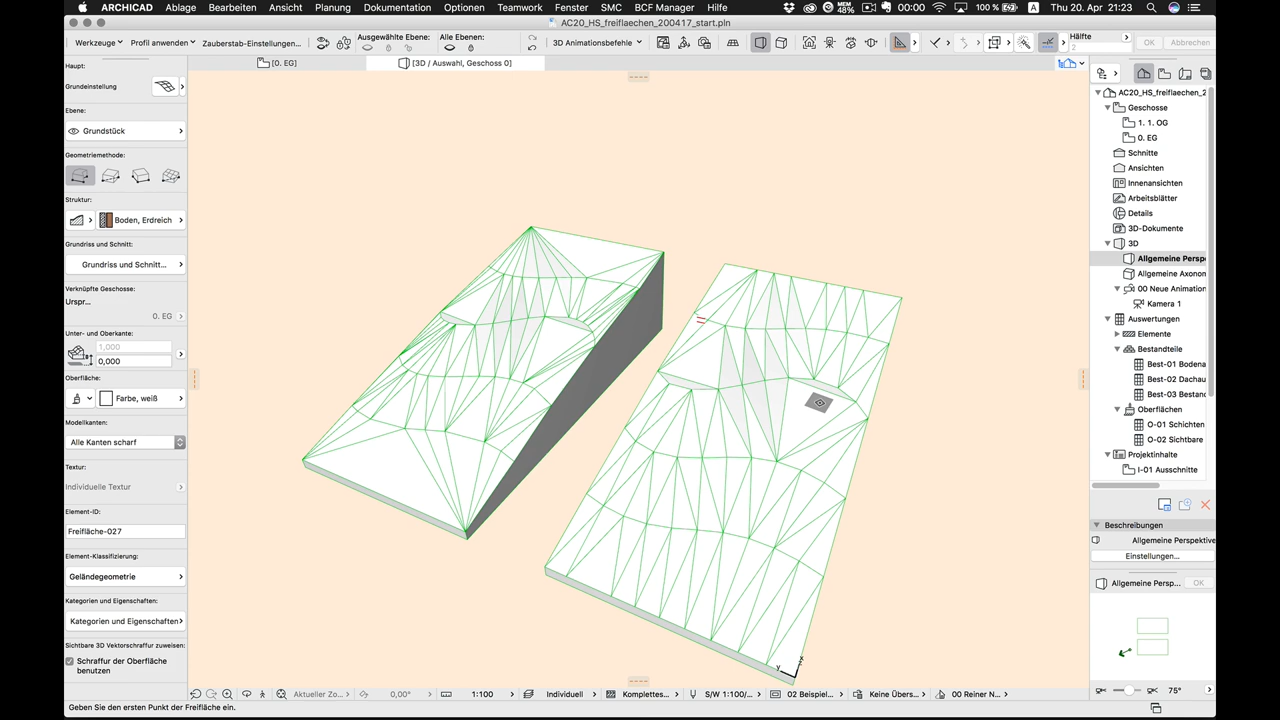 ARCHICAD Ablage Bearbeiten Ansicht Planung Dokumentation Optionen Teamwork Fenster SMC BCF Manager Hilfe MEM 48% 00:00 100 % Thu 20. Apr 21:23
AC20_HS_freiflaechen_200417_start.pln
Werkzeuge Profil anwenden Zauberstab-Einstellungen...
Ausgewählte Ebene: Alle Ebenen:
3D Animationsbefehle
Hälfte
2
OK Abbrechen
[0. EG] [3D / Auswahl, Geschoss 0]
Haupt:
Grundeinstellung
Ebene:
Grundstück
Geometriemethode:
Struktur:
Boden, Erdreich
Grundriss und Schnitt:
Grundriss und Schnitt...
Verknüpfte Geschosse:
Urspr...
0. EG
Unter- und Oberkante:
1,000
0,000
Oberfläche:
Farbe, weiß
Modellkanten:
Alle Kanten scharf
Textur:
Individuelle Textur
Element-ID:
Freifläche-027
Element-Klassifizierung:
Geländegeometrie
Kategorien und Eigenschaften:
Kategorien und Eigenschaften
Sichtbare 3D Vektorschraffur zuweisen:
Schraffur der Oberfläche
benutzen
AC20_HS_freiflaechen_2
Geschosse
1. 1. OG
0. EG
Schnitte
Ansichten
Innenansichten
Arbeitsblätter
Details
3D-Dokumente
3D
Allgemeine Persp
Allgemeine Axonom
00 Neue Animation
Kamera 1
Auswertungen
Elemente
Bestandteile
Best-01 Bodena
Best-02 Dachau
Best-03 Bestand
Oberflächen
O-01 Schichten
O-02 Sichtbare
Projektinhalte
I-01 Ausschnitte
Beschreibungen
Allgemeine Perspektive
Einstellungen...
Allgemeine Persp... OK
75°
y x
Aktueller Zo... 0,00° 1:100 Individuell Komplettes... S/W 1:100/... 02 Beispiel... Keine Übers... 00 Reiner N...
Geben Sie den ersten Punkt der Freifläche ein.